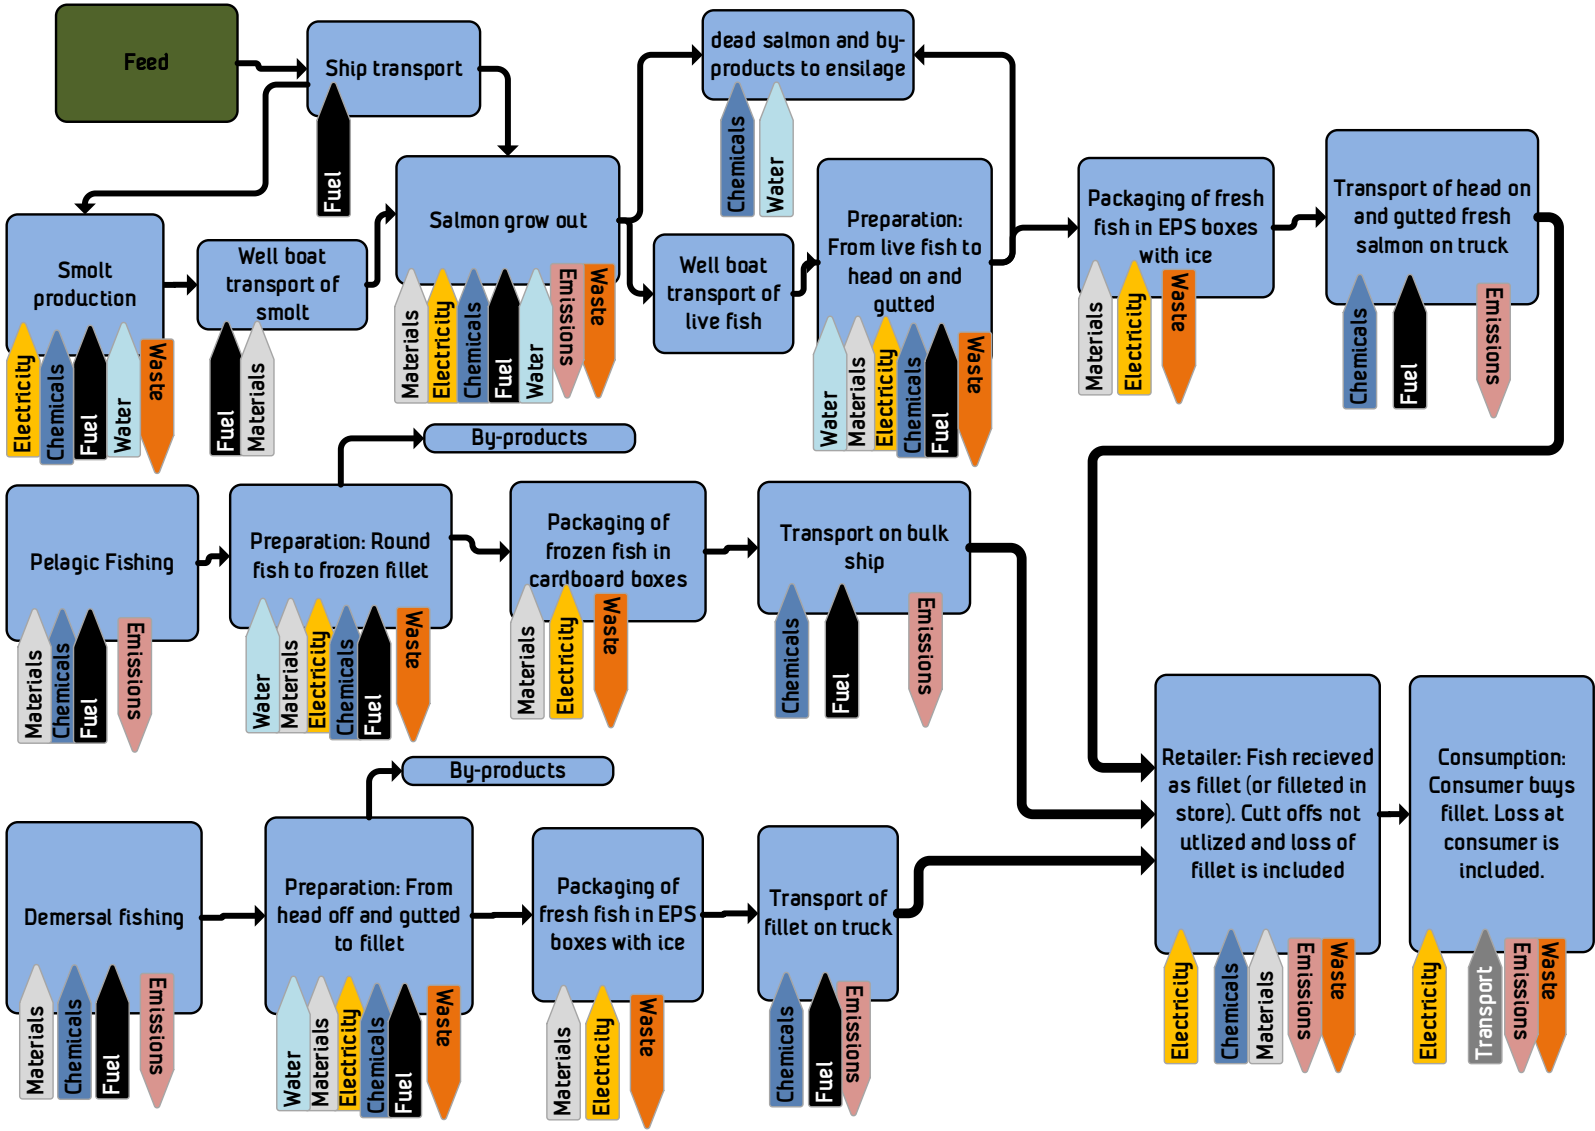 Feed
Ship transport
Fuel
dead salmon and by-
products to ensilage
Chemicals
Water
Smolt
production
Electricity
Chemicals
Fuel
Water
Waste
Well boat
transport of
smolt
Fuel
Materials
Salmon grow out
Materials
Electricity
Chemicals
Fuel
Water
Emissions
Waste
Well boat
transport of
live fish
Preparation:
From live fish to
head on and
gutted
Water
Materials
Electricity
Chemicals
Fuel
Waste
Packaging of fresh
fish in EPS boxes
with ice
Materials
Electricity
Waste
Transport of head on
and gutted fresh
salmon on truck
Chemicals
Fuel
Emissions
By-products
Pelagic Fishing
Materials
Chemicals
Fuel
Emissions
Preparation: Round
fish to frozen fillet
Water
Materials
Electricity
Chemicals
Fuel
Waste
Packaging of
frozen fish in
cardboard boxes
Materials
Electricity
Waste
Transport on bulk
ship
Chemicals
Fuel
Emissions
By-products
Demersal fishing
Materials
Chemicals
Fuel
Emissions
Preparation: From
head off and gutted
to fillet
Water
Materials
Electricity
Chemicals
Fuel
Waste
Packaging of
fresh fish in EPS
boxes with ice
Materials
Electricity
Waste
Transport of
fillet on truck
Chemicals
Fuel
Emissions
Retailer: Fish recieved
as fillet (or filleted in
store). Cutt offs not
utlized and loss of
fillet is included
Electricity
Chemicals
Materials
Emissions
Waste
Consumption:
Consumer buys
fillet. Loss at
consumer is
included.
Electricity
Transport
Emissions
Waste